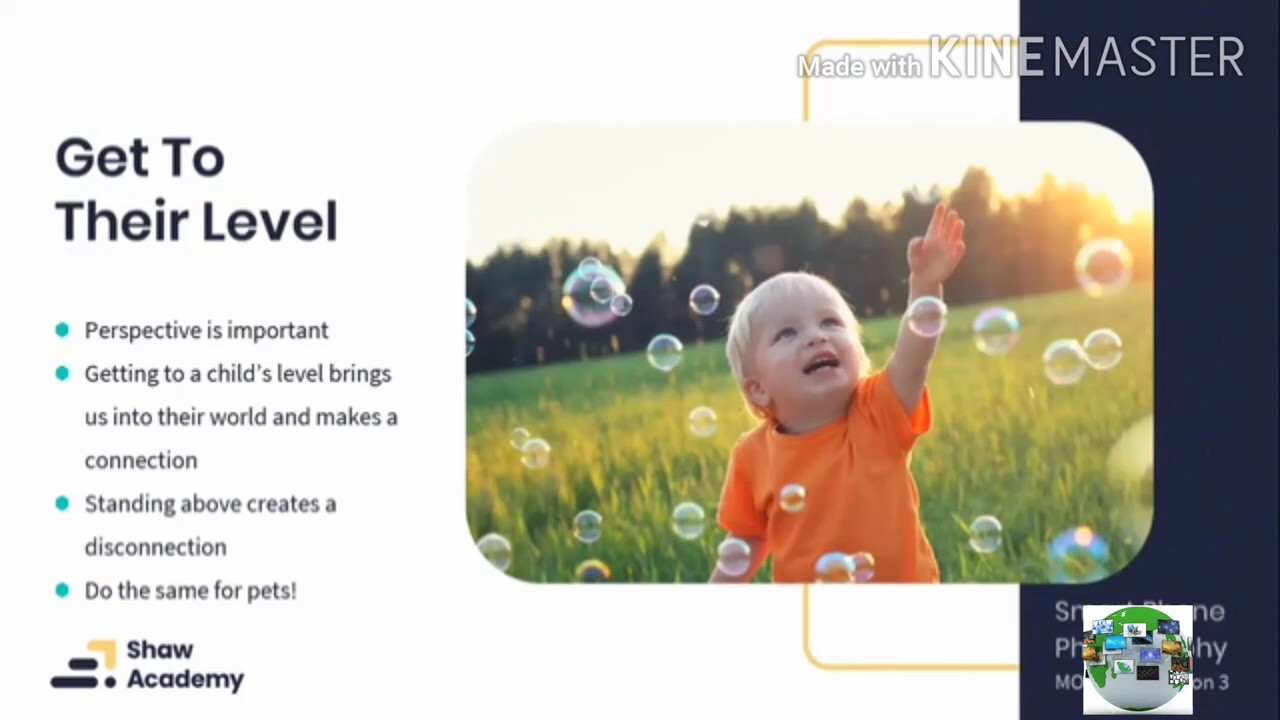 Made with KINEMASTER
Get To
Their Level
Perspective is important
Getting to a child's level brings
us into their world and makes a
connection
Standing above creates a
disconnection
Do the same for pets!
Shaw
Academy